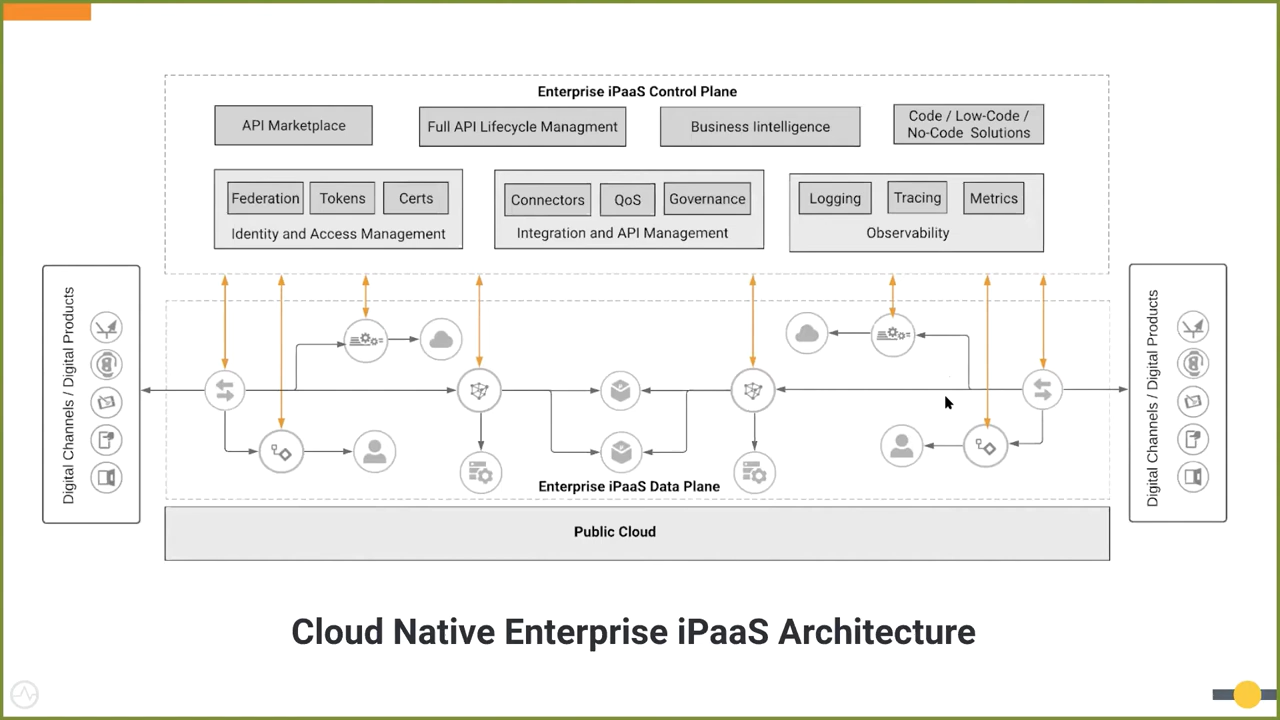 Enterprise iPaaS Control Plane
API Marketplace
Full API Lifecycle Managment
Business Iintelligence
Code / Low-Code /
No-Code Solutions
Federation
Tokens
Certs
Identity and Access Management
Connectors
QoS
Governance
Integration and API Management
Logging
Tracing
Metrics
Observability
Digital Channels / Digital Products
Digital Channels / Digital Products
Enterprise iPaaS Data Plane
Public Cloud
Cloud Native Enterprise iPaaS Architecture